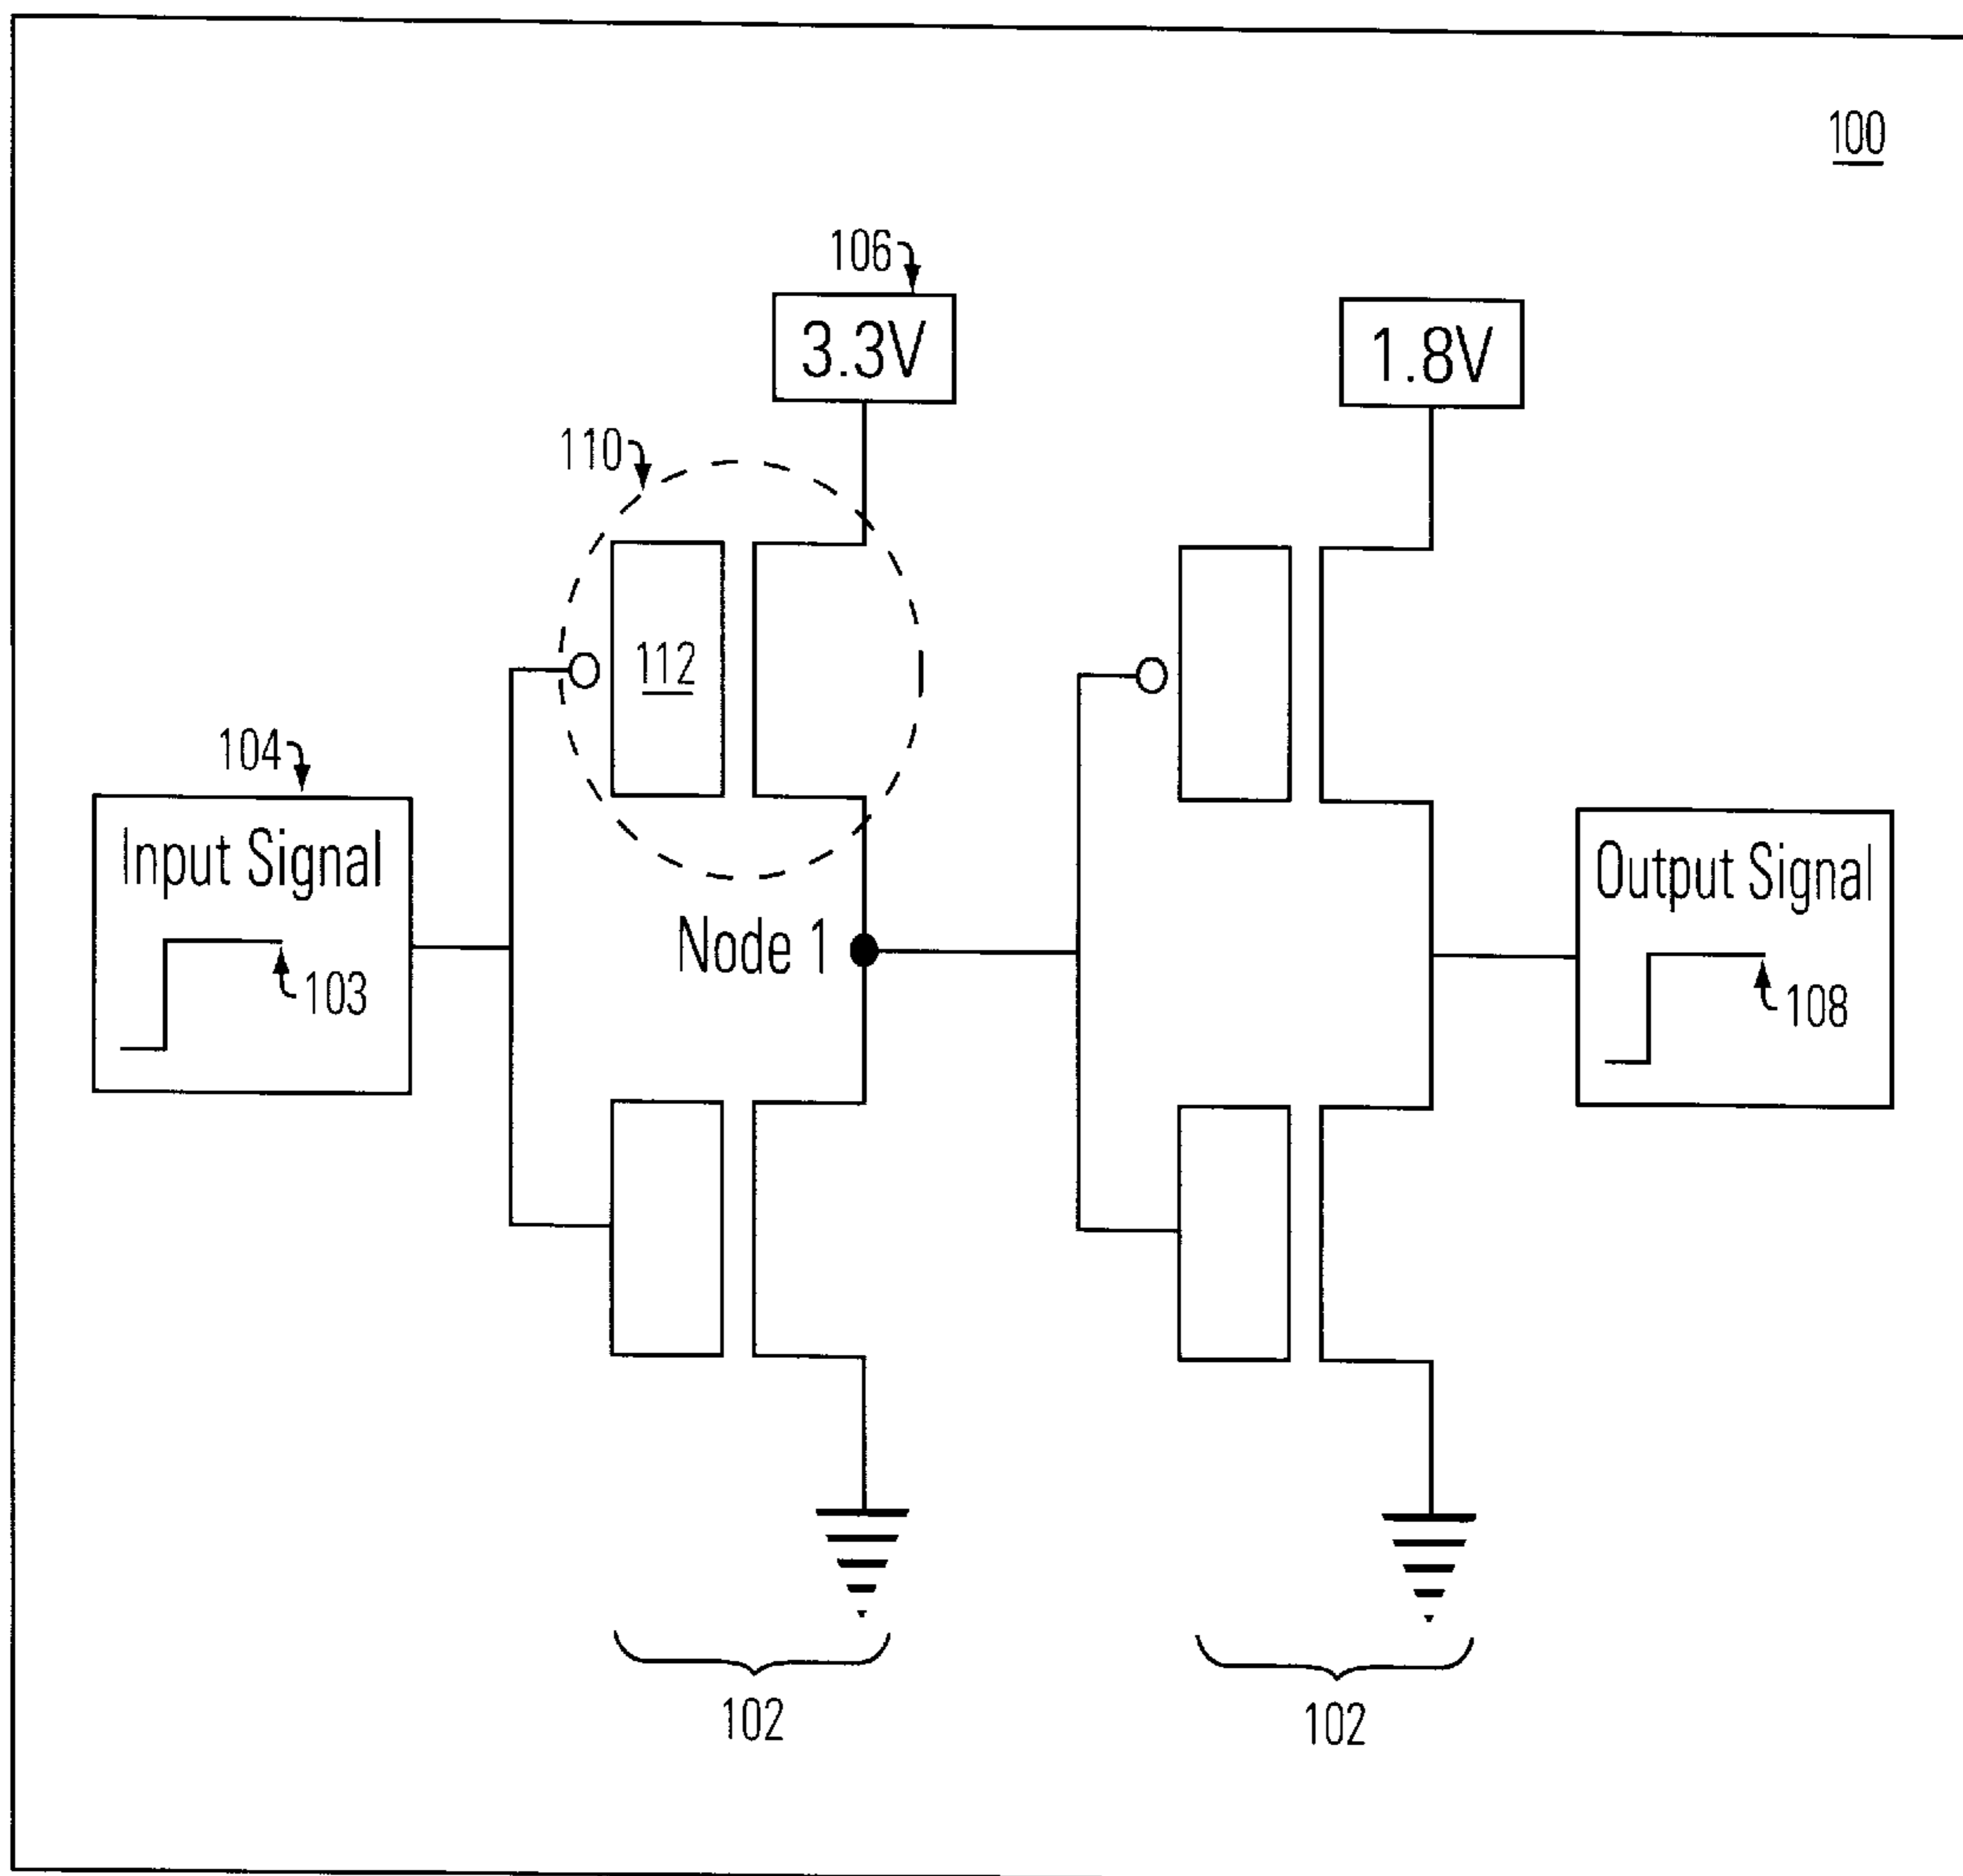 100
106
3.3V
1.8V
110
112
104
Input Signal
103
Node 1
Output Signal
108
102
102